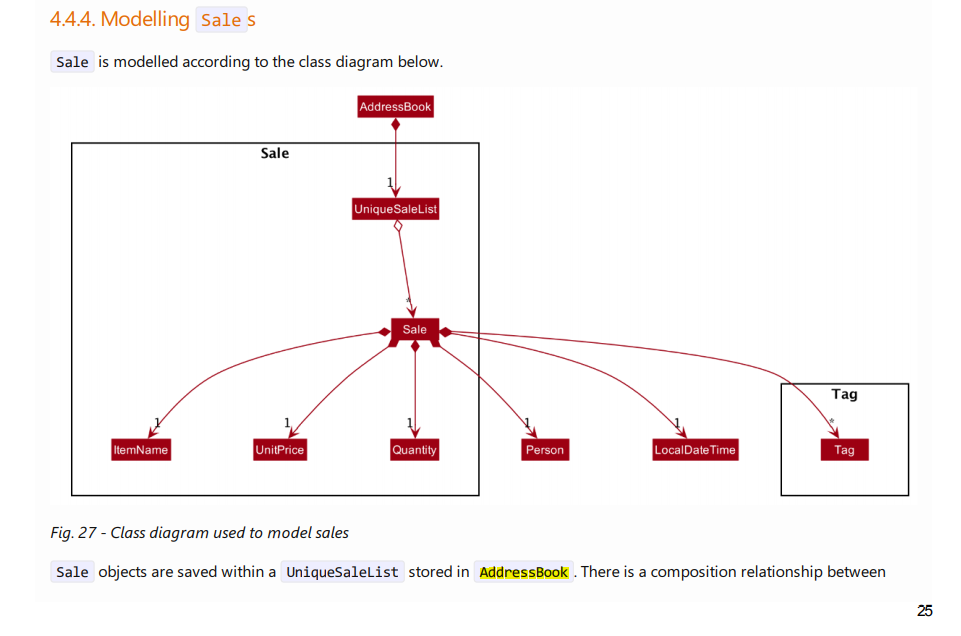 4.4.4. Modelling Sale s
Sale is modelled according to the class diagram below.
AddressBook
Sale
1
UniqueSaleList
*
Sale
Tag
1 1 1 1 1 *
ItemName UnitPrice Quantity Person LocalDateTime Tag
Fig. 27 - Class diagram used to model sales
Sale objects are saved within a UniqueSaleList stored in AddressBook . There is a composition relationship between
25